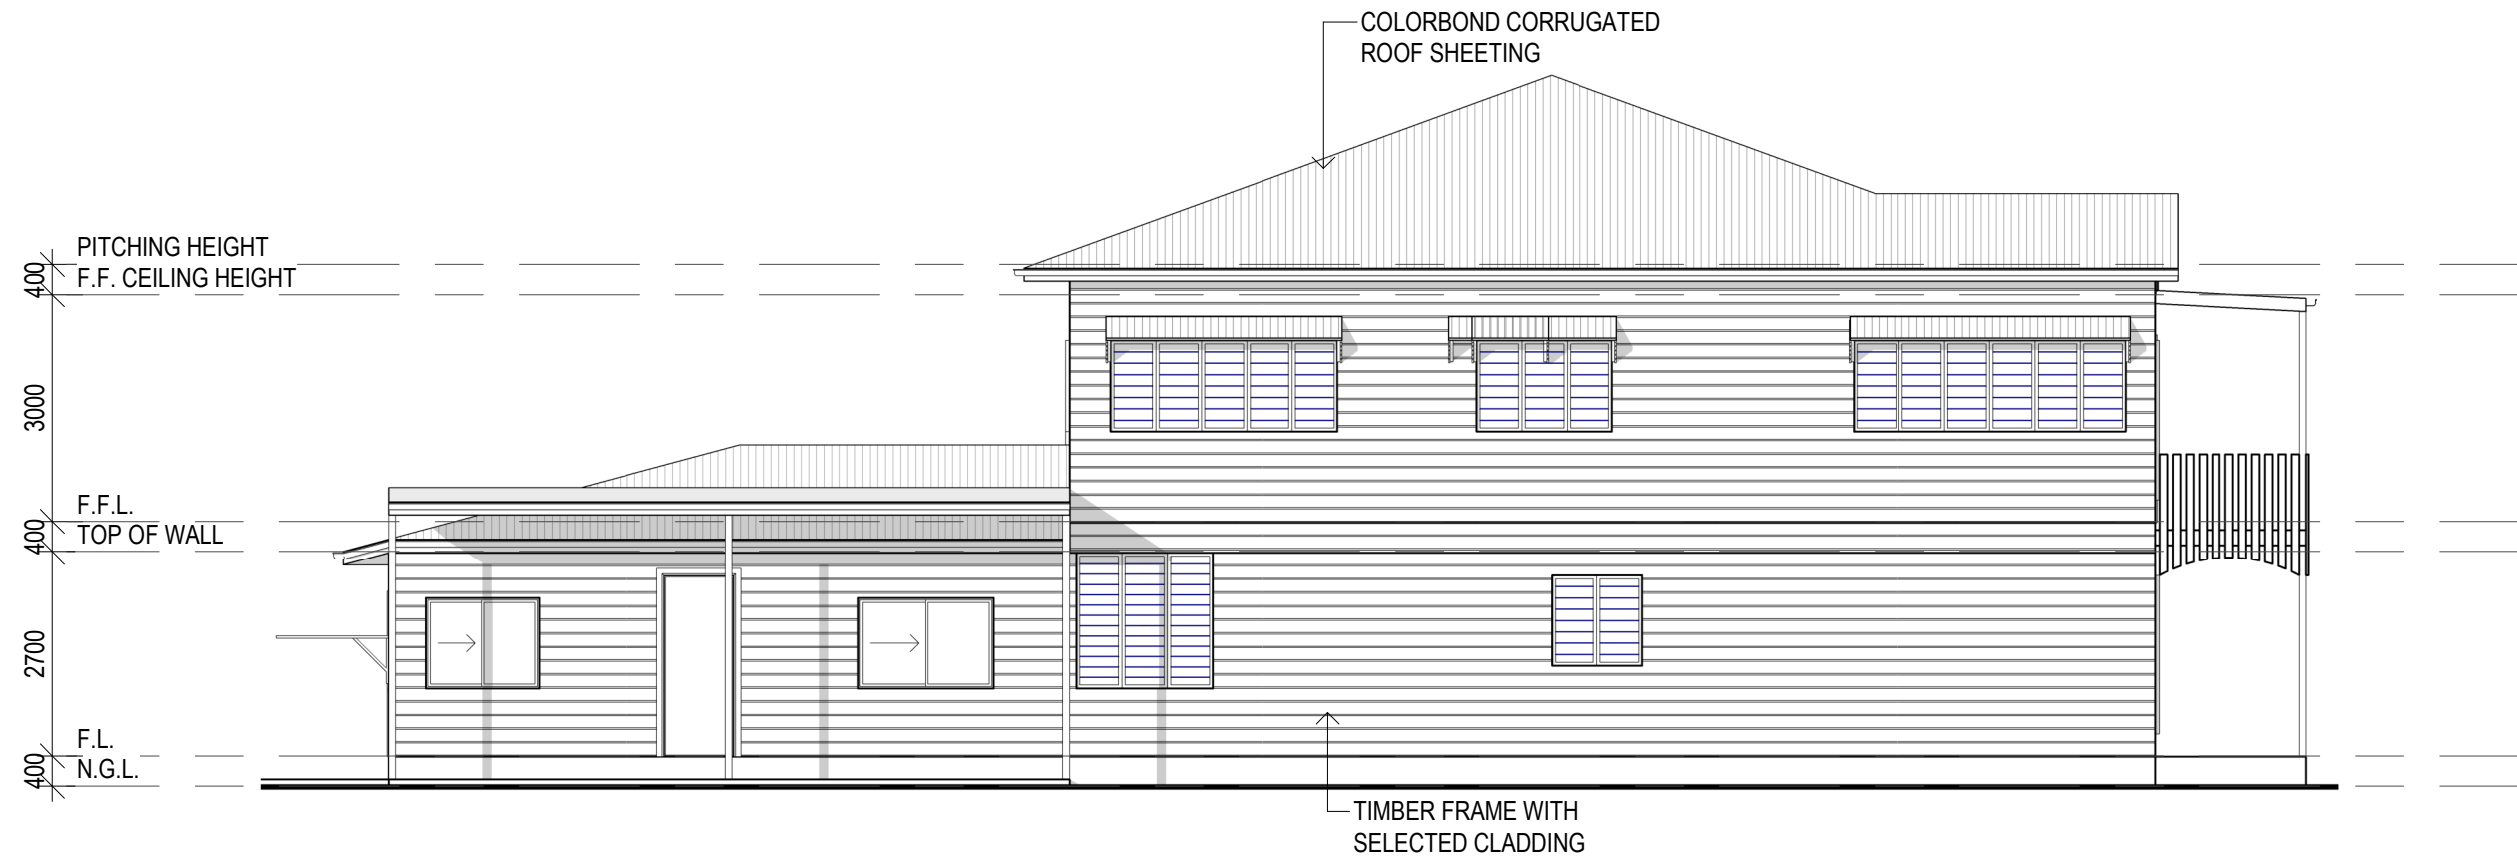 COLORBOND CORRUGATED
ROOF SHEETING
PITCHING HEIGHT
400
F.F. CEILING HEIGHT
3000
F.F.L.
400
TOP OF WALL
2700
F.L.
400
N.G.L.
TIMBER FRAME WITH
SELECTED CLADDING